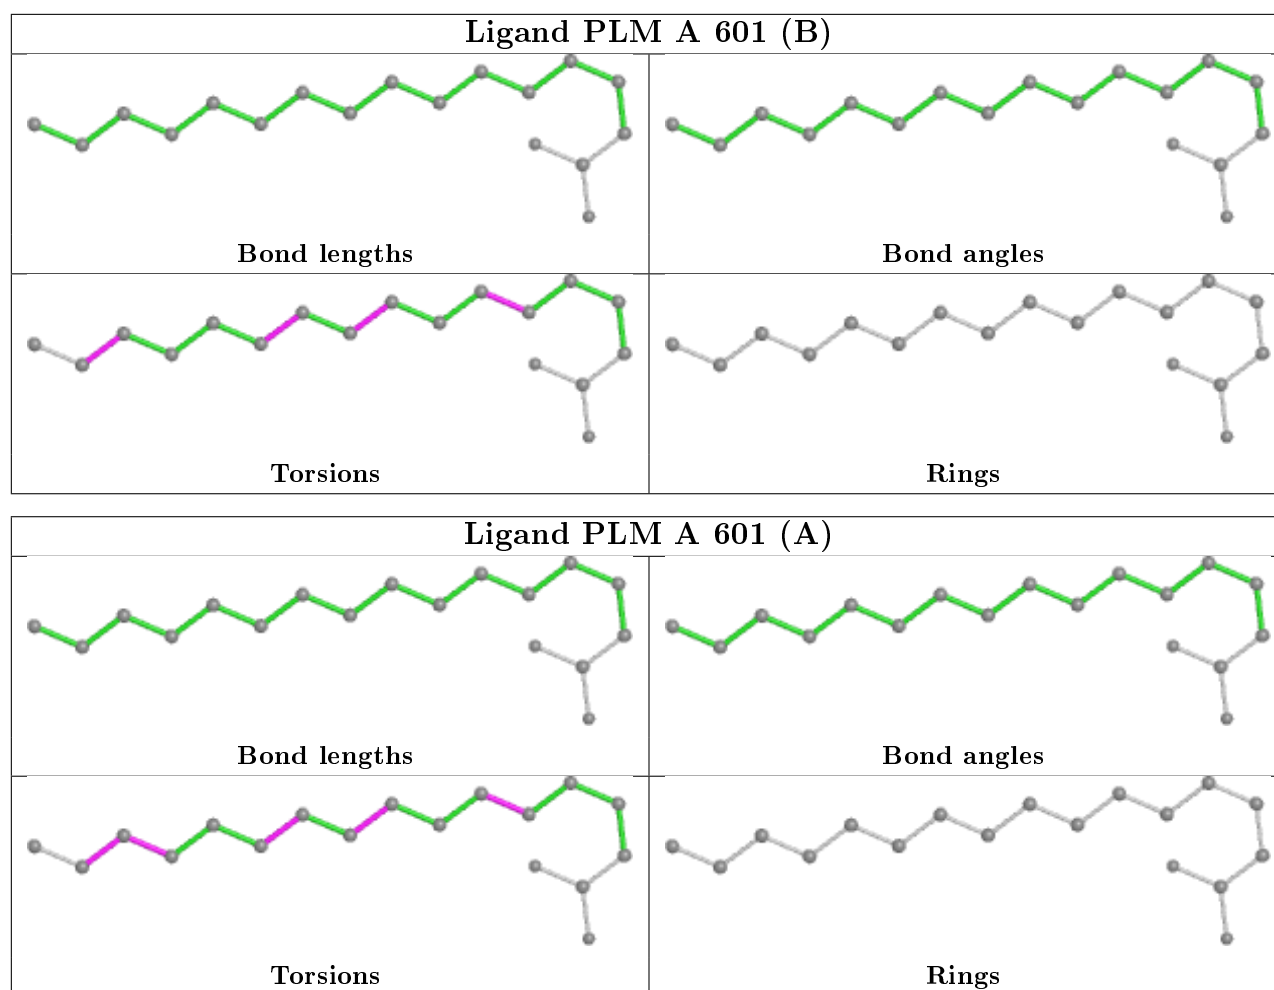 Ligand PLM A 601 (B)
Bond lengths
Bond angles
Torsions
Rings
Ligand PLM A 601 (A)
Bond lengths
Bond angles
Torsions
Rings